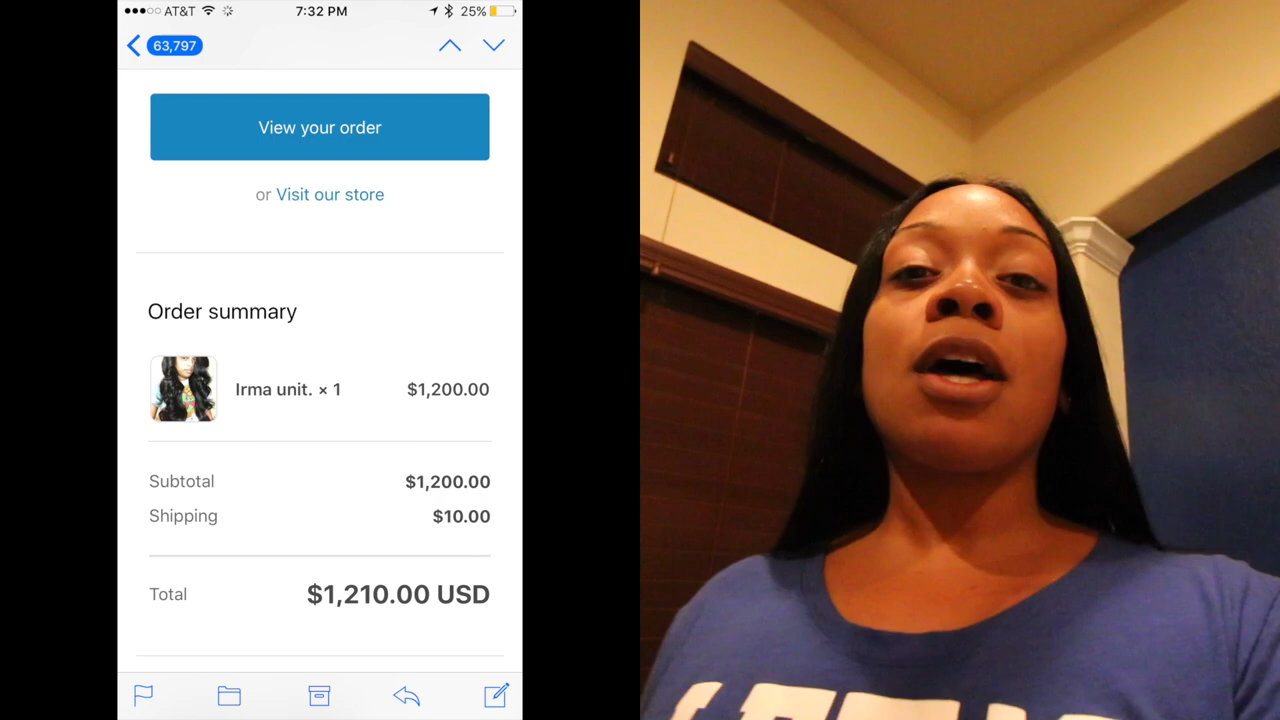 AT&T 7:32 PM 25%
63,797
View your order
or Visit our store
Order summary
Irma unit. × 1 $1,200.00
Subtotal $1,200.00
Shipping $10.00
Total $1,210.00 USD